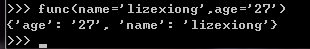 >>> func(name='lizexiong',age='27')
{'age': '27', 'name': 'lizexiong'}
>>>